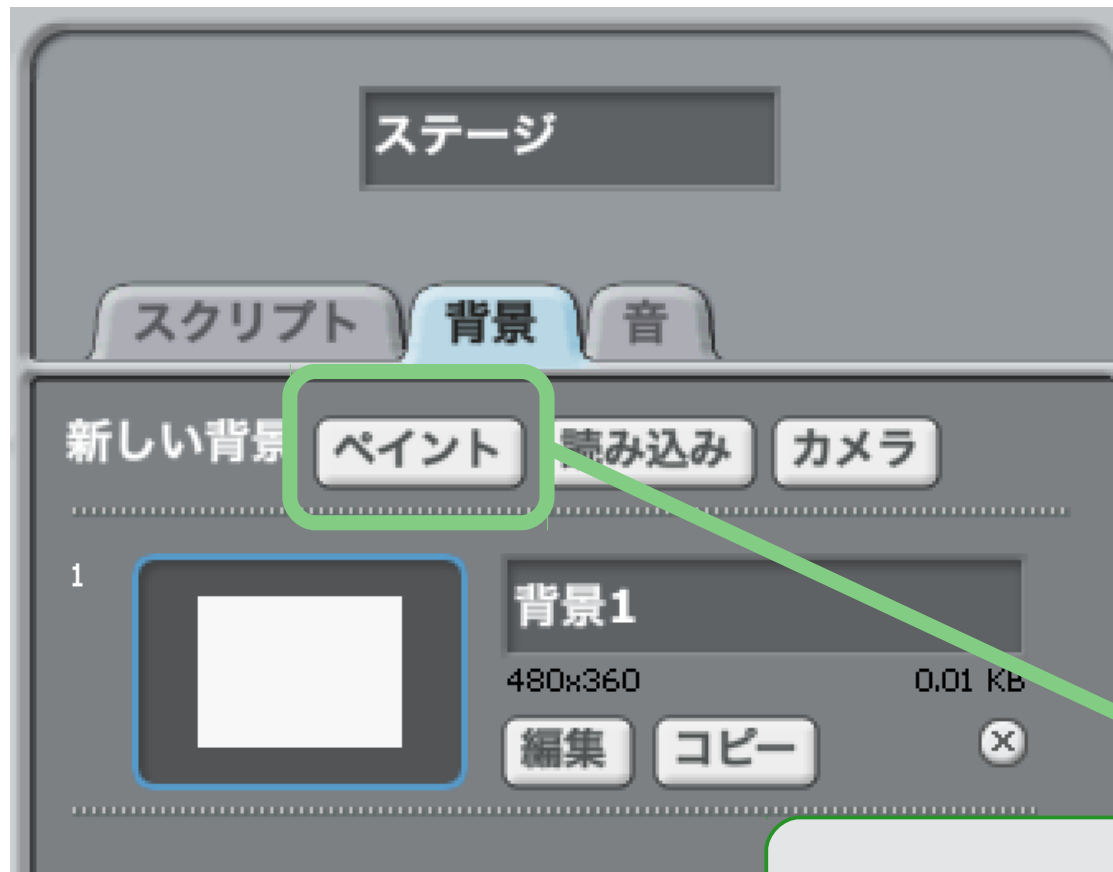 ステージ
スクリプト 背景 音
新しい背景 ペイント 読み込み カメラ
1 背景1
480x360 0.01 KB
編集 コピー